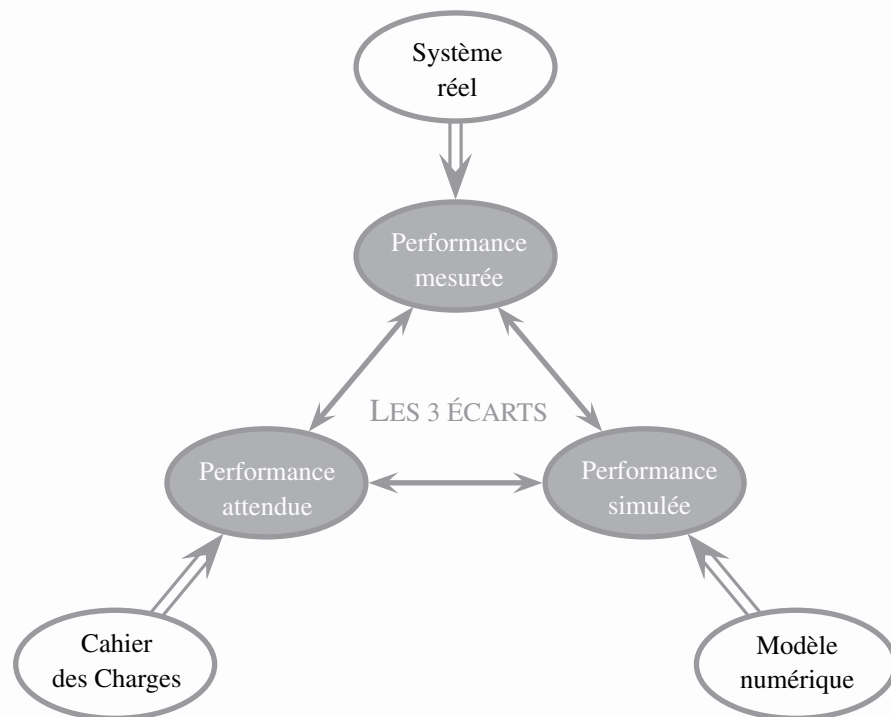 Système
réel
Performance
mesurée
LES 3 ÉCARTS
Performance
attendue
Performance
simulée
Cahier
des Charges
Modèle
numérique